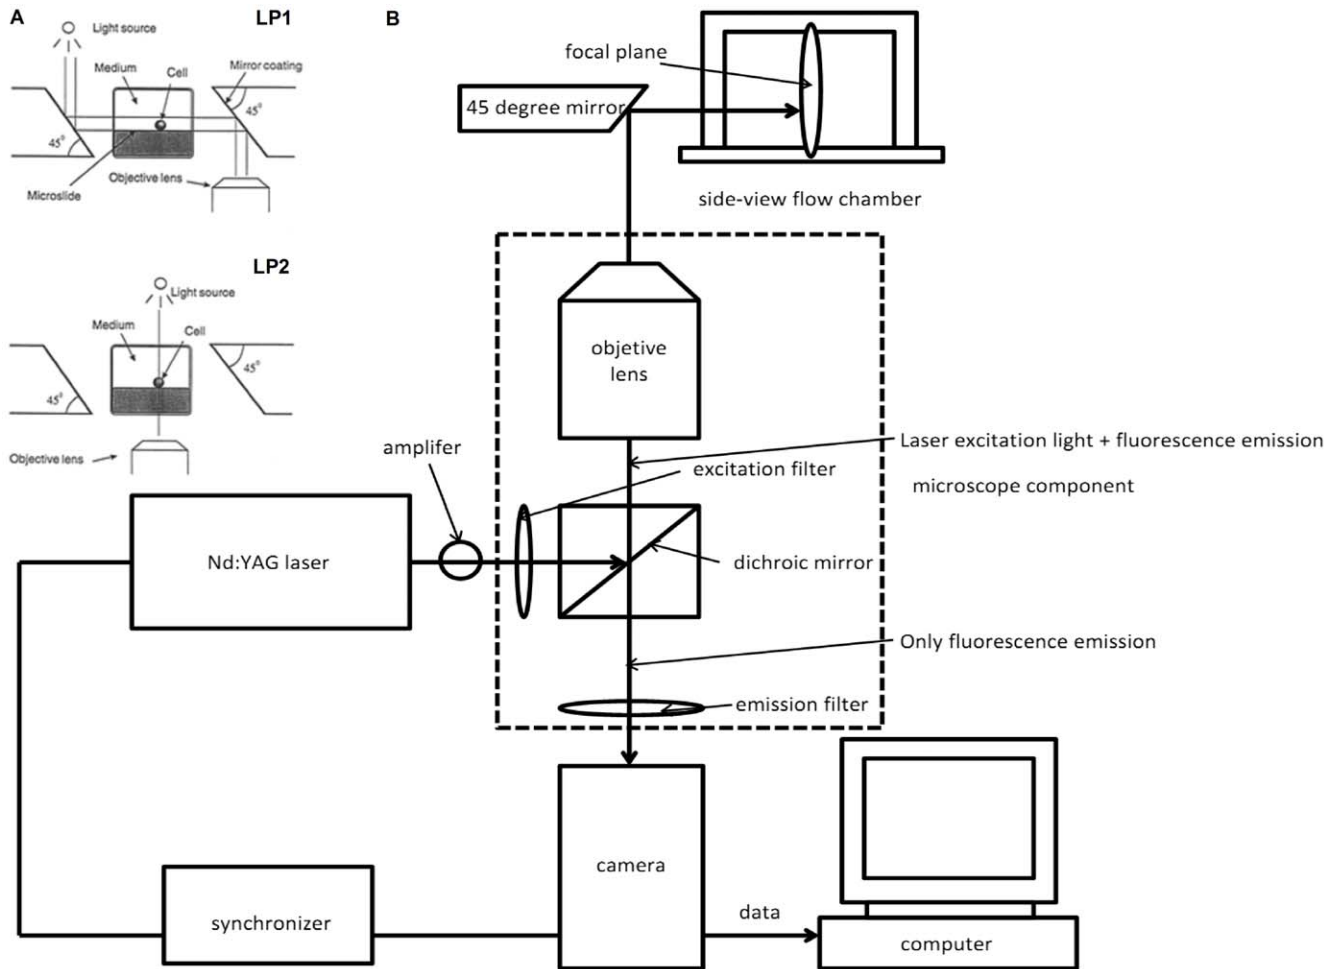 A
LP1
Light source
Medium
Cell
Mirror coating
45°
45°
Objective lens
Microslide
LP2
Light source
Medium
Cell
45°
45°
Objective lens
B
focal plane
45 degree mirror
side-view flow chamber
objetive
lens
Laser excitation light + fluorescence emission
amplifer
excitation filter
microscope component
Nd:YAG laser
dichroic mirror
Only fluorescence emission
emission filter
camera
synchronizer
data
computer